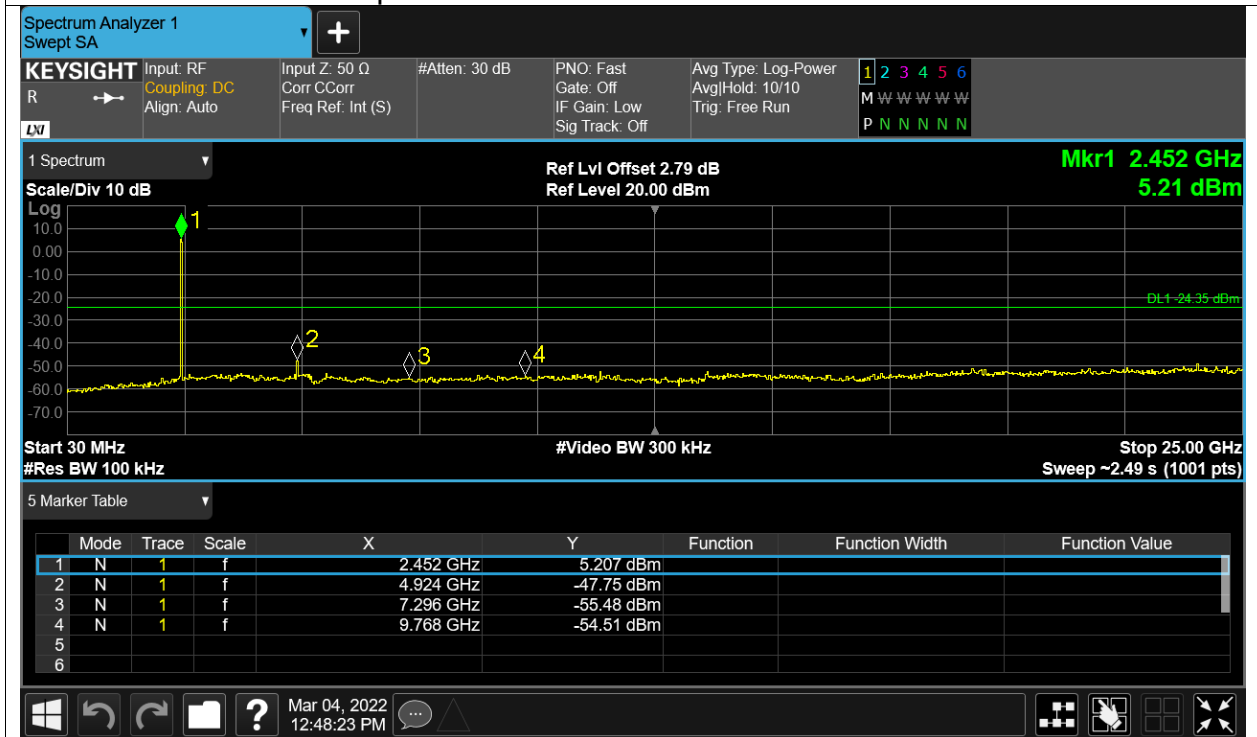 Spectrum Analyzer 1
Swept SA
+
KEYSIGHT Input: RF Input Z: 50 Ω #Atten: 30 dB PNO: Fast Avg Type: Log-Power 1 2 3 4 5 6
R Coupling: DC Corr CCorr Gate: Off Avg|Hold: 10/10 M W W W W W
Align: Auto Freq Ref: Int (S) IF Gain: Low Trig: Free Run
LXI Sig Track: Off P N N N N N
1 Spectrum Ref Lvl Offset 2.79 dB Mkr1 2.452 GHz
Scale/Div 10 dB Ref Level 20.00 dBm 5.21 dBm
Log
1
10.0
0.00
-10.0
-20.0
DL1 -24.35 dBm
-30.0
2
-40.0
3
4
-50.0
-60.0
-70.0
Start 30 MHz #Video BW 300 kHz Stop 25.00 GHz
#Res BW 100 kHz Sweep ~2.49 s (1001 pts)
5 Marker Table
Mode Trace Scale X Y Function Function Width Function Value
1 N 1 f 2.452 GHz 5.207 dBm
2 N 1 f 4.924 GHz -47.75 dBm
3 N 1 f 7.296 GHz -55.48 dBm
4 N 1 f 9.768 GHz -54.51 dBm
5
6
? Mar 04, 2022
12:48:23 PM